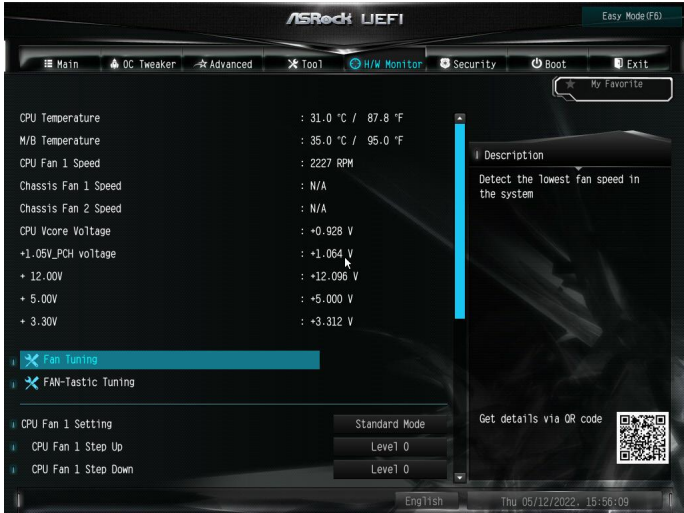 ASRock UEFI
Easy Mode(F6)
Main
OC Tweaker
Advanced
Tool
H/W Monitor
Security
Boot
Exit
My Favorite
CPU Temperature : 31.0 °C / 87.8 °F
M/B Temperature : 35.0 °C / 95.0 °F
CPU Fan 1 Speed : 2227 RPM
Chassis Fan 1 Speed : N/A
Chassis Fan 2 Speed : N/A
CPU Vcore Voltage : +0.928 V
+1.05V_PCH voltage : +1.064 V
+ 12.00V : +12.096 V
+ 5.00V : +5.000 V
+ 3.30V : +3.312 V
Fan Tuning
FAN-Tastic Tuning
CPU Fan 1 Setting Standard Mode
CPU Fan 1 Step Up Level 0
CPU Fan 1 Step Down Level 0
Description
Detect the lowest fan speed in
the system
Get details via QR code
English
Thu 05/12/2022, 15:56:09